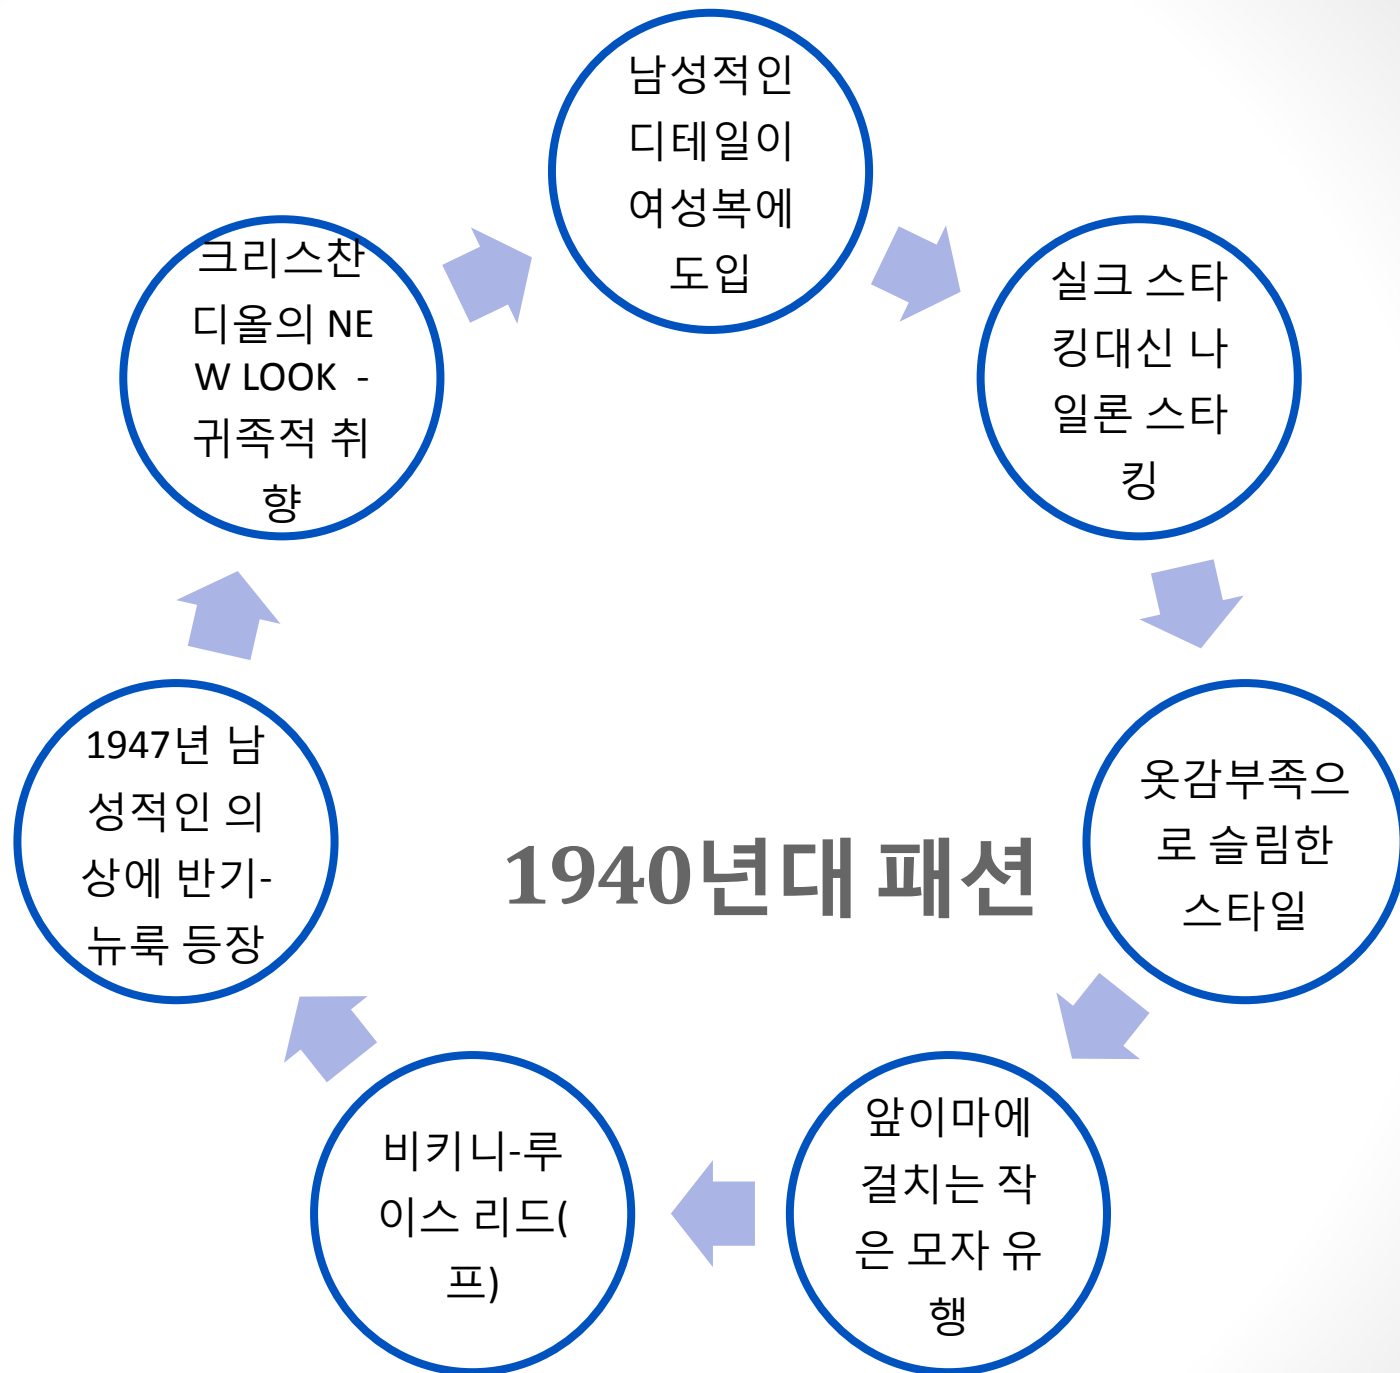 남성적인
디테일이
여성복에
도입
실크 스타
킹대신 나
일론 스타
킹
옷감부족으
로 슬림한
스타일
앞이마에
걸치는 작
은 모자 유
행
비키니-루
이스 리드(
프)
1947년 남
성적인 의
상에 반기-
뉴룩 등장
크리스찬
디올의 NE
W LOOK -
귀족적 취
향
1940년대 패션